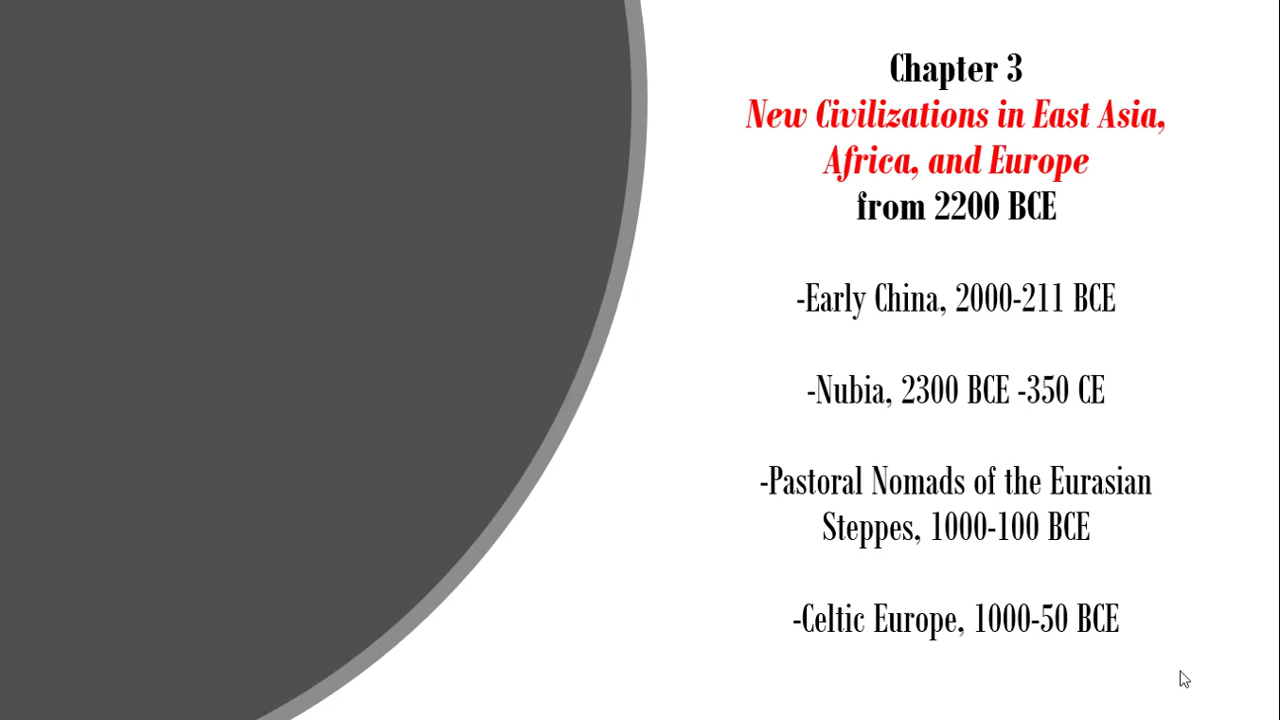 Chapter 3
New Civilizations in East Asia,
Africa, and Europe
from 2200 BCE
-Early China, 2000-211 BCE
-Nubia, 2300 BCE -350 CE
-Pastoral Nomads of the Eurasian
Steppes, 1000-100 BCE
-Celtic Europe, 1000-50 BCE